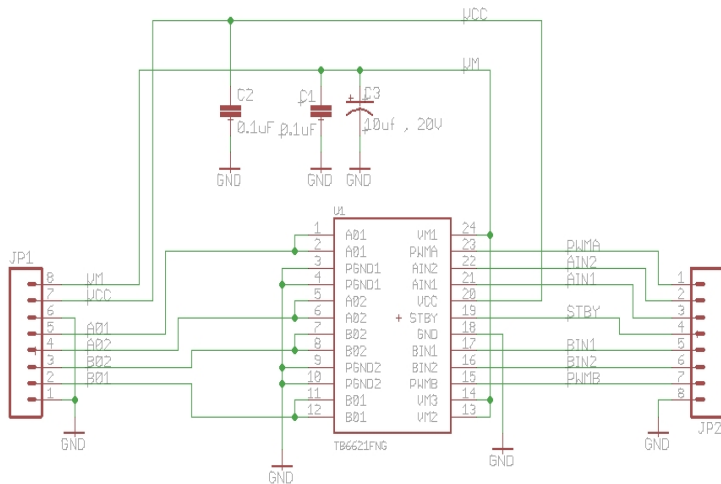 VCC
VM
C2
0.1uF
C1
0.1uF
C3
10uf , 20V
GND
GND
GND
U1
JP1
8 VM
7 VCC
6
5 A01
4 A02
3 B02
2 B01
1
GND
1 A01
2 A01
3 PGND1
4 PGND1
5 A02
6 A02
7 B02
8 B02
9 PGND2
10 PGND2
11 B01
12 B01
VM1 24
PWMA 23 PWMA
AIN2 22 AIN2
AIN1 21 AIN1
VCC 20
STBY 19 STBY
GND 18
BIN1 17 BIN1
BIN2 16 BIN2
PWMB 15 PWMB
VM3 14
VM2 13
TB6621FNG
GND
GND
1
2
3
4
5
6
7
8
JP2
GND